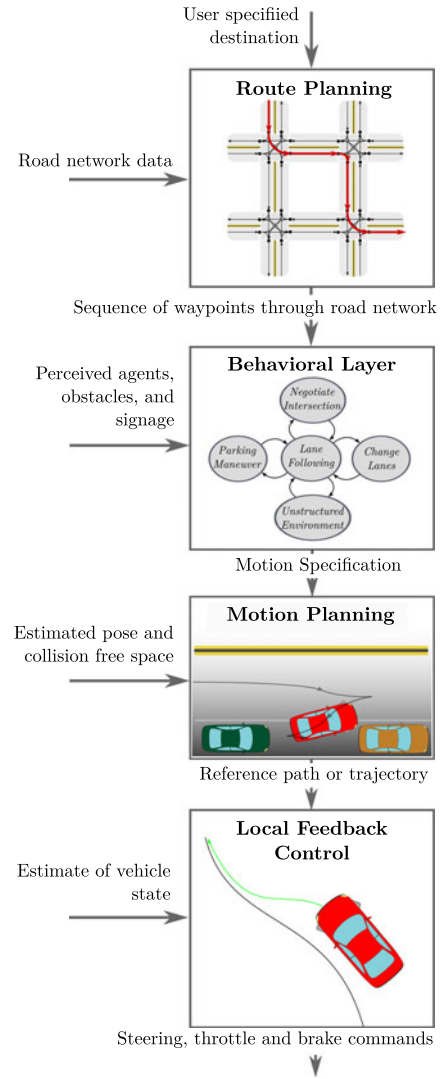 User specifiied
destination
Route Planning
Road network data
Sequence of waypoints through road network
Behavioral Layer
Perceived agents,
obstacles, and
signage
Negotiate
Intersection
Parking
Maneuver
Lane
Following
Change
Lanes
Unstructured
Environment
Motion Specification
Motion Planning
Estimated pose and
collision free space
Reference path or trajectory
Local Feedback
Control
Estimate of vehicle
state
Steering, throttle and brake commands